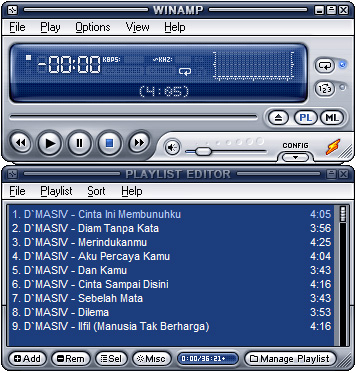 WINAMP
File Play Options View Help
-00:00 KBPS: KHZ:
(4:05)
PL ML
CONFIG
PLAYLIST EDITOR
File Playlist Sort Help
1. D`MASIV - Cinta Ini Membunuhku 4:05
2. D`MASIV - Diam Tanpa Kata 3:56
3. D`MASIV - Merindukanmu 4:25
4. D`MASIV - Aku Percaya Kamu 4:04
5. D`MASIV - Dan Kamu 3:43
6. D`MASIV - Cinta Sampai Disini 4:16
7. D`MASIV - Sebelah Mata 3:43
8. D`MASIV - Dilema 3:53
9. D`MASIV - Ilfil (Manusia Tak Berharga) 4:16
Add Rem Sel Misc 0:00/36:21+ Manage Playlist